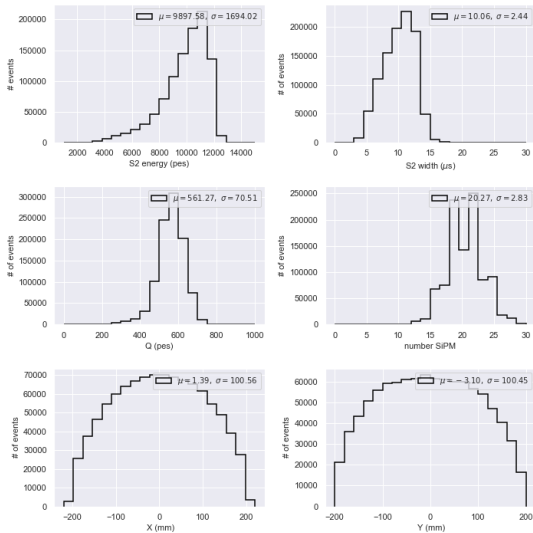 μ = 9897.58, σ = 1694.02
# of events
200000
150000
100000
50000
0
2000 4000 6000 8000 10000 12000 14000
S2 energy (pes)
μ = 10.06, σ = 2.44
# of events
200000
150000
100000
50000
0
0 5 10 15 20 25 30
S2 width (μs)
μ = 561.27, σ = 70.51
# of events
300000
250000
200000
150000
100000
50000
0
0 200 400 600 800 1000
Q (pes)
μ = 20.27, σ = 2.83
# of events
250000
200000
150000
100000
50000
0
0 5 10 15 20 25 30
number SiPM
μ = 1.39, σ = 100.56
# of events
70000
60000
50000
40000
30000
20000
10000
0
−200 −100 0 100 200
X (mm)
μ = −3.10, σ = 100.45
# of events
60000
50000
40000
30000
20000
10000
0
−200 −100 0 100 200
Y (mm)